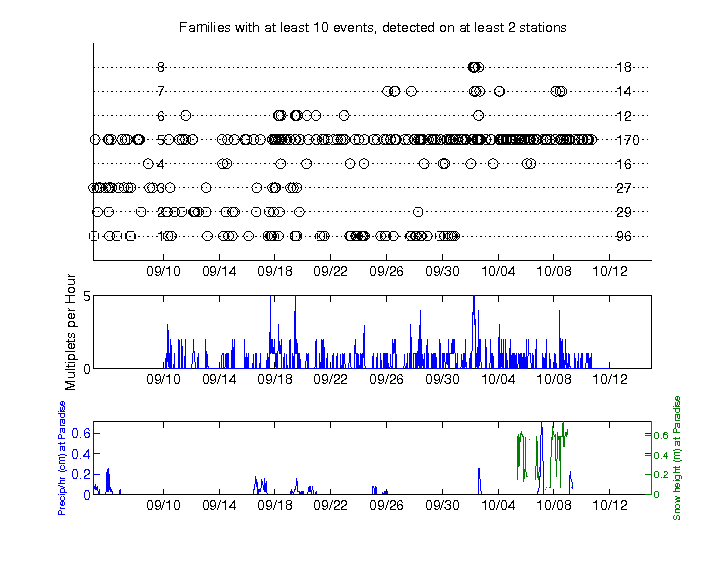 Families with at least 10 events, detected on at least 2 stations
8 18
7 14
6 12
5 170
4 16
3 27
2 29
1 96
09/10 09/14 09/18 09/22 09/26 09/30 10/04 10/08 10/12
Multiplets per Hour
5
0
09/10 09/14 09/18 09/22 09/26 09/30 10/04 10/08 10/12
Precip/hr (cm) at Paradise
0.6
0.4
0.2
0
Snow height (m) at Paradise
0.6
0.4
0.2
0
09/10 09/14 09/18 09/22 09/26 09/30 10/04 10/08 10/12